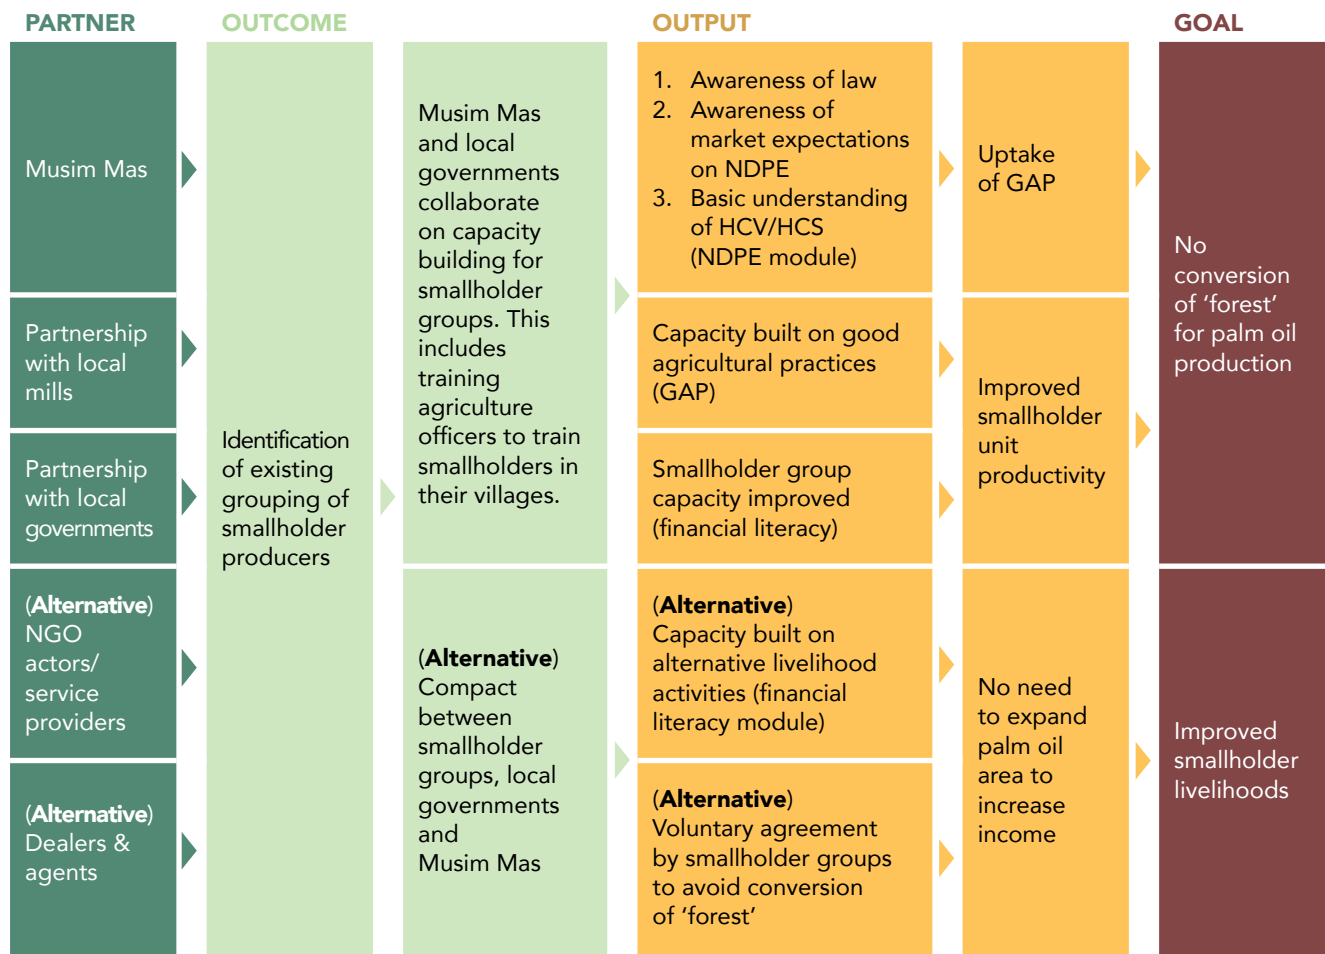 PARTNER
OUTCOME
OUTPUT
GOAL
Musim Mas
Partnership
with local
mills
Partnership
with local
governments
(Alternative)
NGO
actors/
service
providers
(Alternative)
Dealers &
agents
Identification
of existing
grouping of
smallholder
producers
Musim Mas
and local
governments
collaborate
on capacity
building for
smallholder
groups. This
includes
training
agriculture
officers to train
smallholders in
their villages.
(Alternative)
Compact
between
smallholder
groups, local
governments
and
Musim Mas
1. Awareness of law
2. Awareness of
market expectations
on NDPE
3. Basic understanding
of HCV/HCS
(NDPE module)
Capacity built on good
agricultural practices
(GAP)
Smallholder group
capacity improved
(financial literacy)
(Alternative)
Capacity built on
alternative livelihood
activities (financial
literacy module)
(Alternative)
Voluntary agreement
by smallholder groups
to avoid conversion
of ‘forest’
Uptake
of GAP
Improved
smallholder
unit
productivity
No need
to expand
palm oil
area to
increase
income
No
conversion
of ‘forest’
for palm oil
production
Improved
smallholder
livelihoods